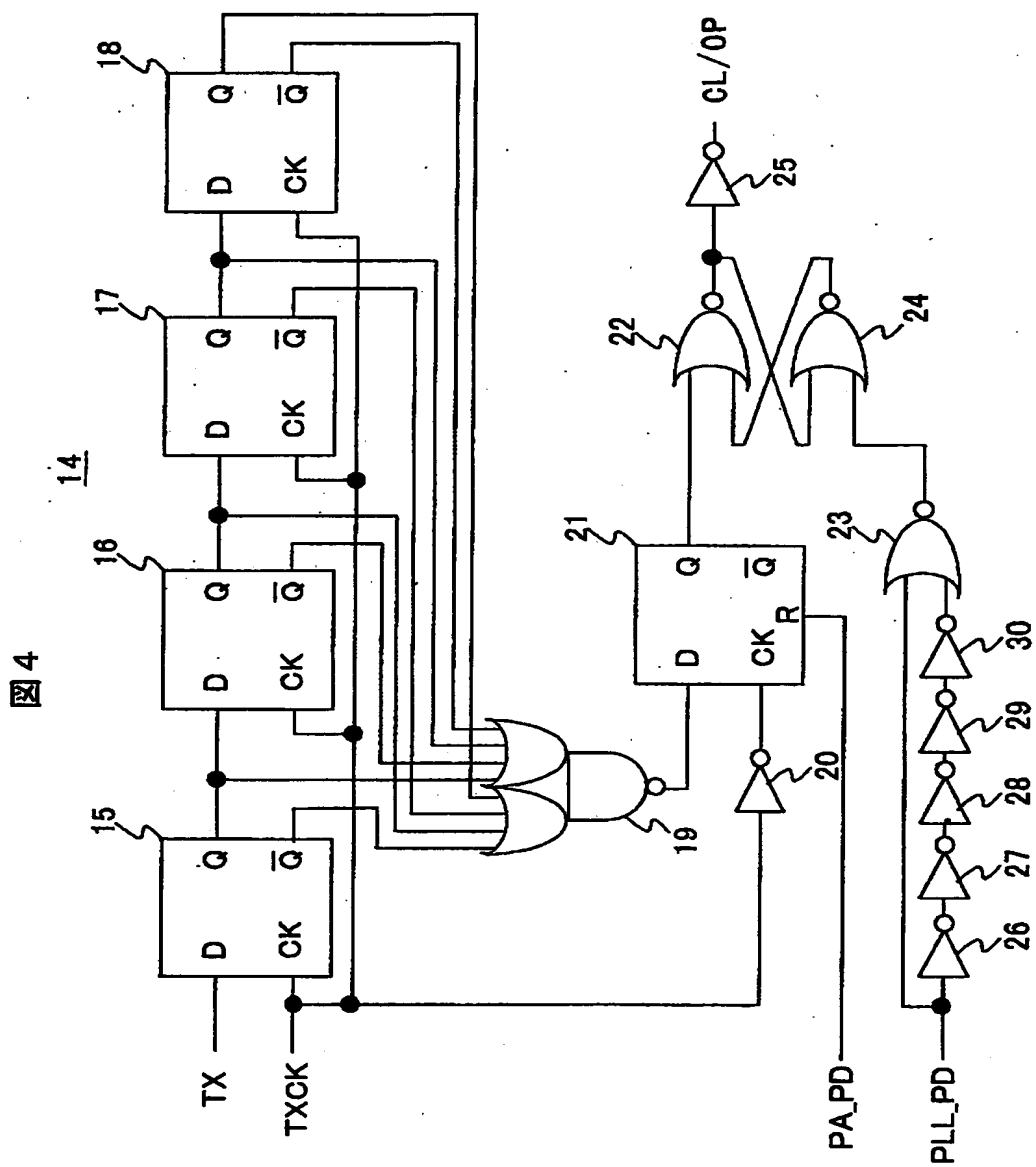 図4
14
15
D
Q
CK
Q̅
16
D
Q
CK
Q̅
17
D
Q
CK
Q̅
18
D
Q
CK
Q̅
TX
TXCK
19
20
21
D
Q
CK
Q̅
R
22
23
24
25
CL/OP
PA_PD
PLL_PD
26
27
28
29
30